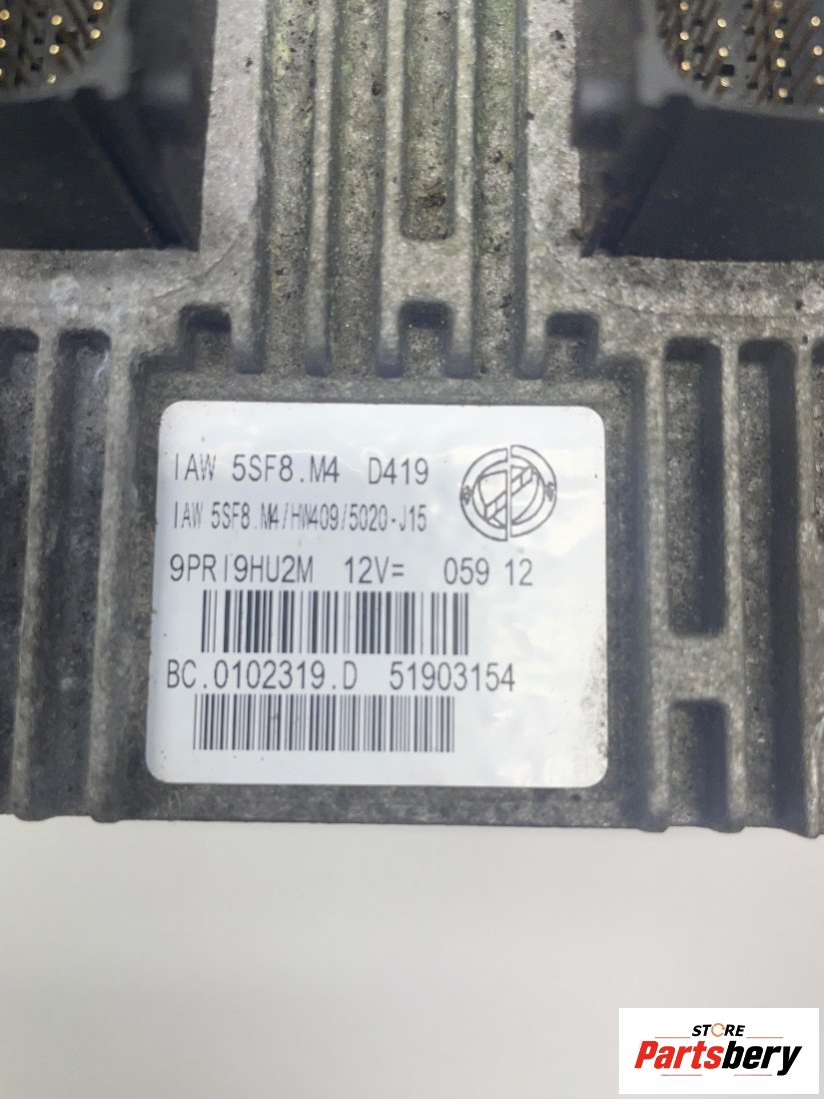 IAW 5SF8.M4 D419
IAW 5SF8.M4/HW409/5020-J15
9PRI9HU2M 12V= 059 12
BC.0102319.D 51903154
STORE
Partsbery